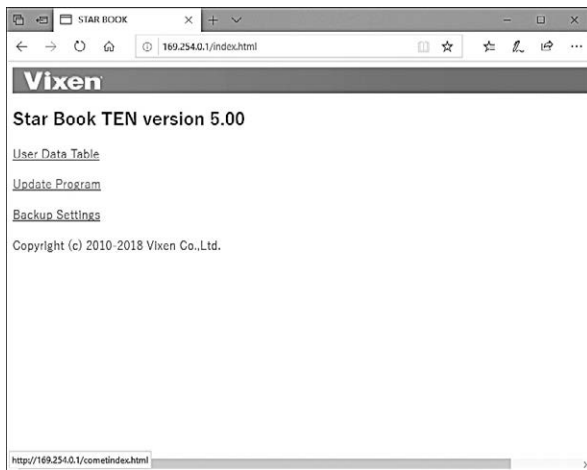 STAR BOOK
169.254.0.1/index.html
Vixen
Star Book TEN version 5.00
User Data Table
Update Program
Backup Settings
Copyright (c) 2010-2018 Vixen Co.,Ltd.
http://169.254.0.1/cometindex.html